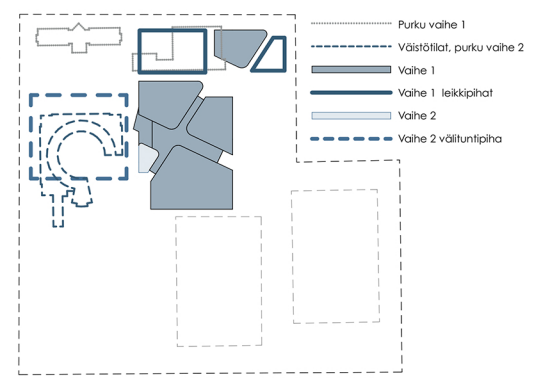 Purku vaihe 1
Väistötilat, purku vaihe 2
Vaihe 1
Vaihe 1 leikkipihat
Vaihe 2
Vaihe 2 välituntipiha